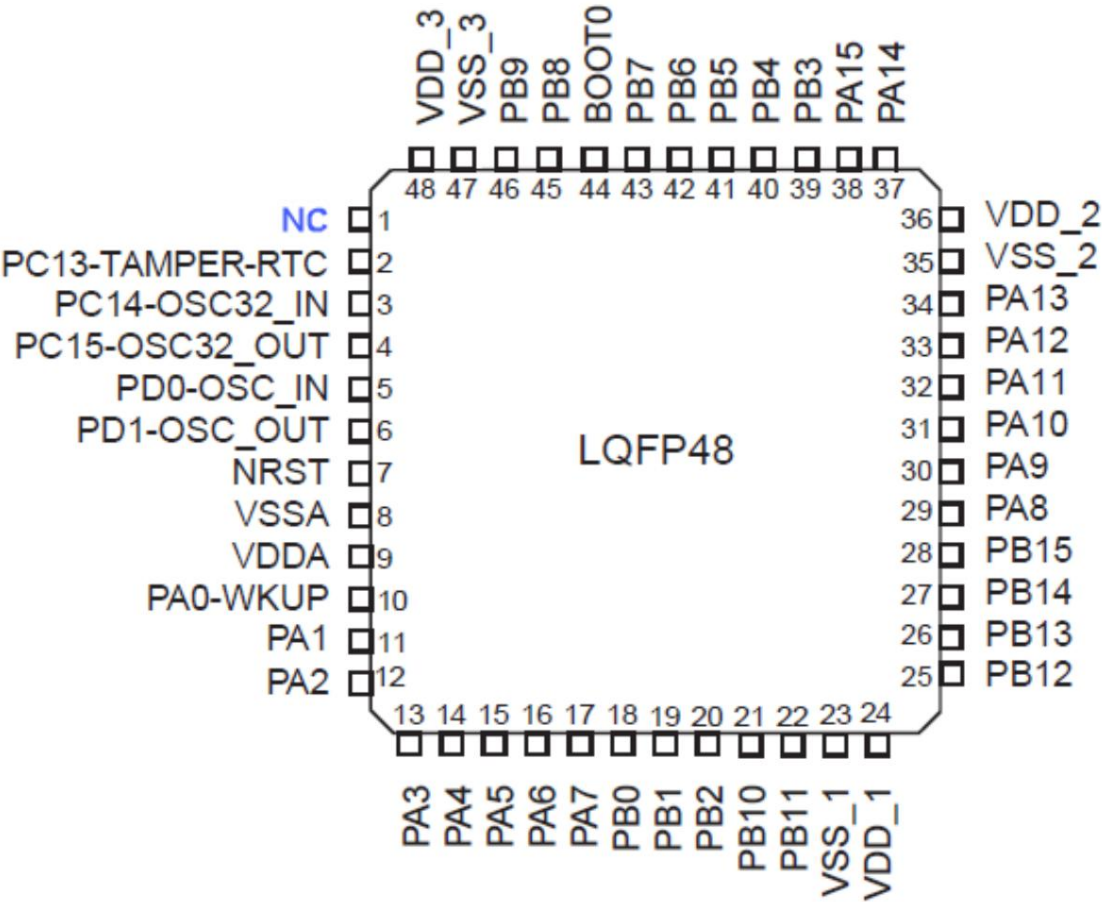 VDD_3
VSS_3
PB9
PB8
BOOT0
PB7
PB6
PB5
PB4
PB3
PA15
PA14
48 47 46 45 44 43 42 41 40 39 38 37
NC 1
PC13-TAMPER-RTC 2
PC14-OSC32_IN 3
PC15-OSC32_OUT 4
PD0-OSC_IN 5
PD1-OSC_OUT 6
NRST 7
VSSA 8
VDDA 9
PA0-WKUP 10
PA1 11
PA2 12
LQFP48
36 VDD_2
35 VSS_2
34 PA13
33 PA12
32 PA11
31 PA10
30 PA9
29 PA8
28 PB15
27 PB14
26 PB13
25 PB12
13 14 15 16 17 18 19 20 21 22 23 24
PA3
PA4
PA5
PA6
PA7
PB0
PB1
PB2
PB10
PB11
VSS_1
VDD_1